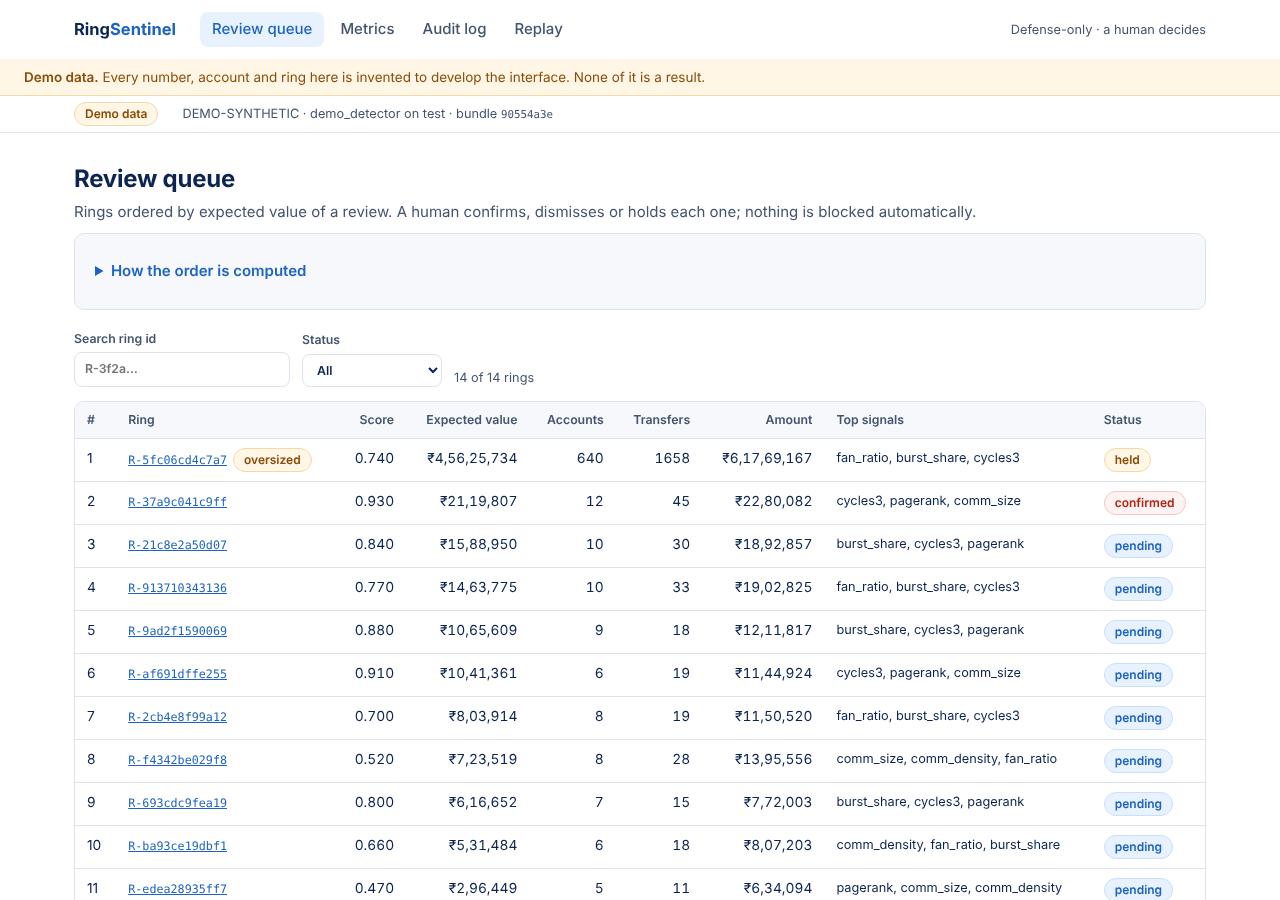 RingSentinel Review queue Metrics Audit log Replay Defense-only · a human decides
Demo data. Every number, account and ring here is invented to develop the interface. None of it is a result.
Demo data DEMO-SYNTHETIC · demo_detector on test · bundle 90554a3e
Review queue
Rings ordered by expected value of a review. A human confirms, dismisses or holds each one; nothing is blocked automatically.
How the order is computed
Search ring id Status
R-3f2a... All 14 of 14 rings
# Ring Score Expected value Accounts Transfers Amount Top signals Status
1 R-5fc06cd4c7a7 oversized 0.740 ₹4,56,25,734 640 1658 ₹6,17,69,167 fan_ratio, burst_share, cycles3 held
2 R-37a9c041c9ff 0.930 ₹21,19,807 12 45 ₹22,80,082 cycles3, pagerank, comm_size confirmed
3 R-21c8e2a50d07 0.840 ₹15,88,950 10 30 ₹18,92,857 burst_share, cycles3, pagerank pending
4 R-913710343136 0.770 ₹14,63,775 10 33 ₹19,02,825 fan_ratio, burst_share, cycles3 pending
5 R-9ad2f1590069 0.880 ₹10,65,609 9 18 ₹12,11,817 burst_share, cycles3, pagerank pending
6 R-af691dffe255 0.910 ₹10,41,361 6 19 ₹11,44,924 cycles3, pagerank, comm_size pending
7 R-2cb4e8f99a12 0.700 ₹8,03,914 8 19 ₹11,50,520 fan_ratio, burst_share, cycles3 pending
8 R-f4342be029f8 0.520 ₹7,23,519 8 28 ₹13,95,556 comm_size, comm_density, fan_ratio pending
9 R-693cdc9fea19 0.800 ₹6,16,652 7 15 ₹7,72,003 burst_share, cycles3, pagerank pending
10 R-ba93ce19dbf1 0.660 ₹5,31,484 6 18 ₹8,07,203 comm_density, fan_ratio, burst_share pending
11 R-edea28935ff7 0.470 ₹2,96,449 5 11 ₹6,34,094 pagerank, comm_size, comm_density pending